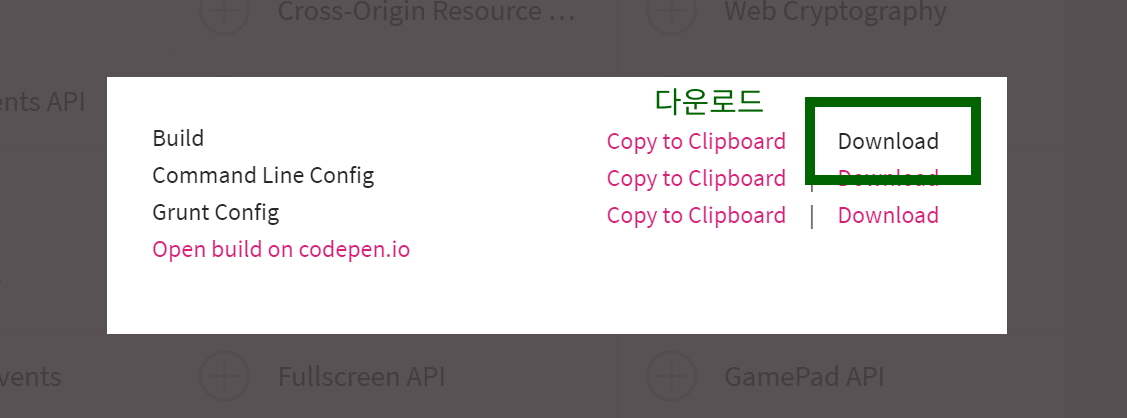 Cross-Origin Resource ...
Web Cryptography
ents API
다운로드
Build Copy to Clipboard Download
Command Line Config Copy to Clipboard | Download
Grunt Config Copy to Clipboard | Download
Open build on codepen.io
vents
Fullscreen API
GamePad API